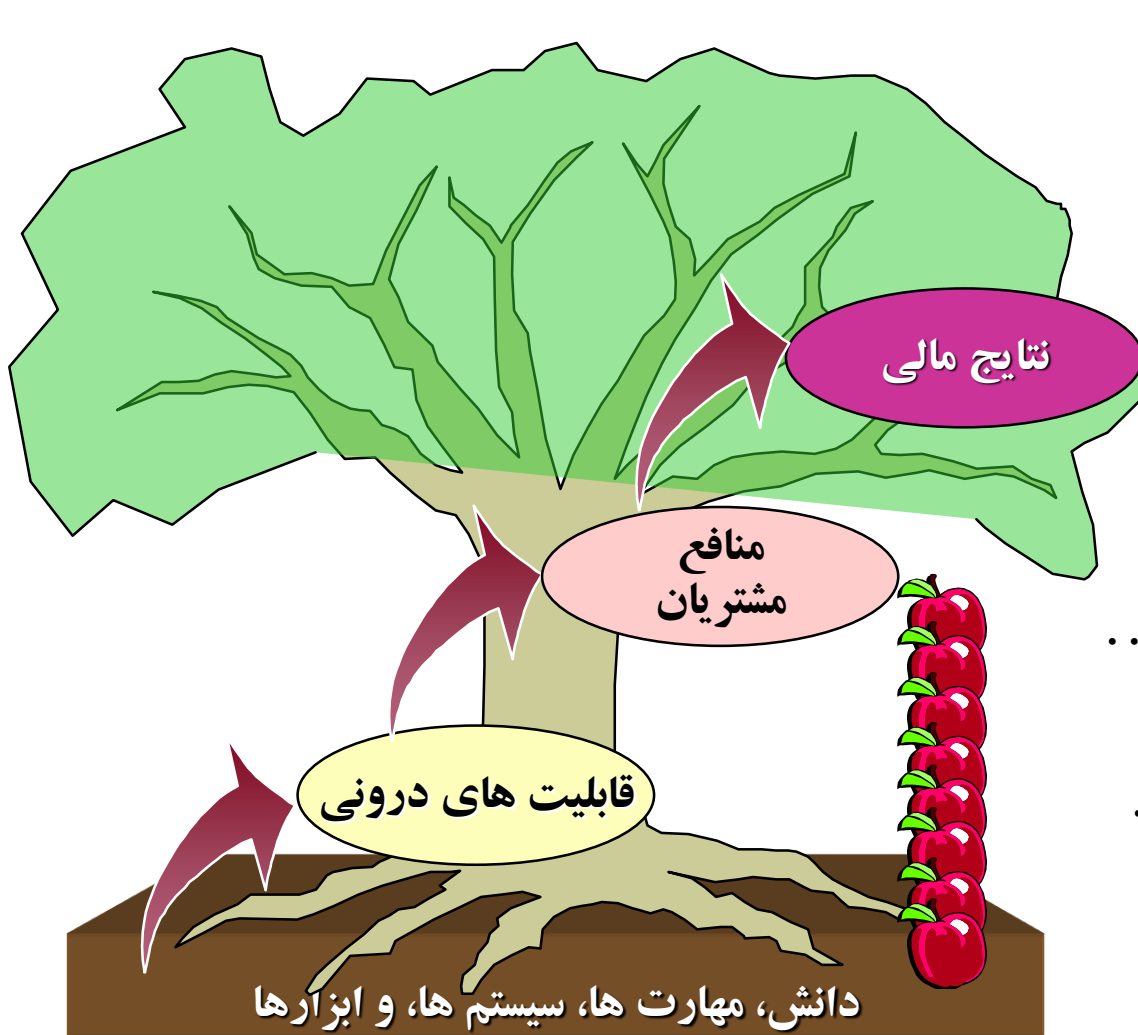 نتایج مالی
منافع
مشتریان
...
قابلیت های درونی
.
دانش، مهارت ها، سیستم ها، و ابزارها